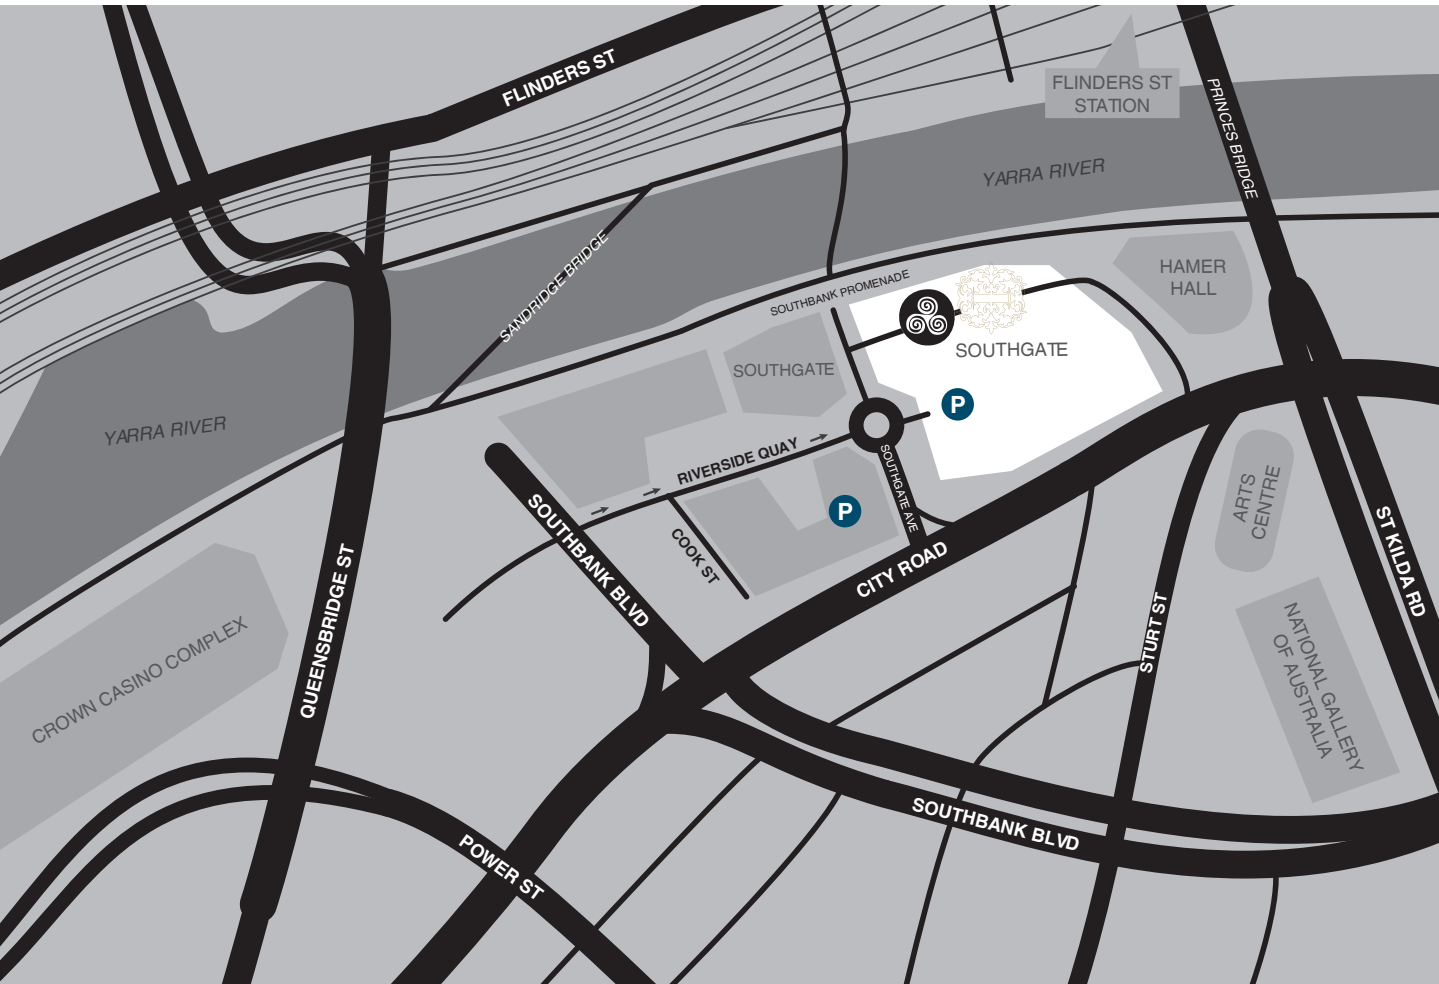 FLINDERS ST
FLINDERS ST
STATION
PRINCES BRIDGE
YARRA RIVER
SANDRIDGE BRIDGE
SOUTHBANK PROMENADE
HAMER
HALL
SOUTHGATE
SOUTHGATE
P
YARRA RIVER
RIVERSIDE QUAY
SOUTHGATE AVE
P
ARTS
CENTRE
SOUTHBANK BLVD
COOK ST
CITY ROAD
ST KILDA RD
QUEENSBRIDGE ST
STURT ST
CROWN CASINO COMPLEX
NATIONAL GALLERY
OF AUSTRALIA
SOUTHBANK BLVD
POWER ST